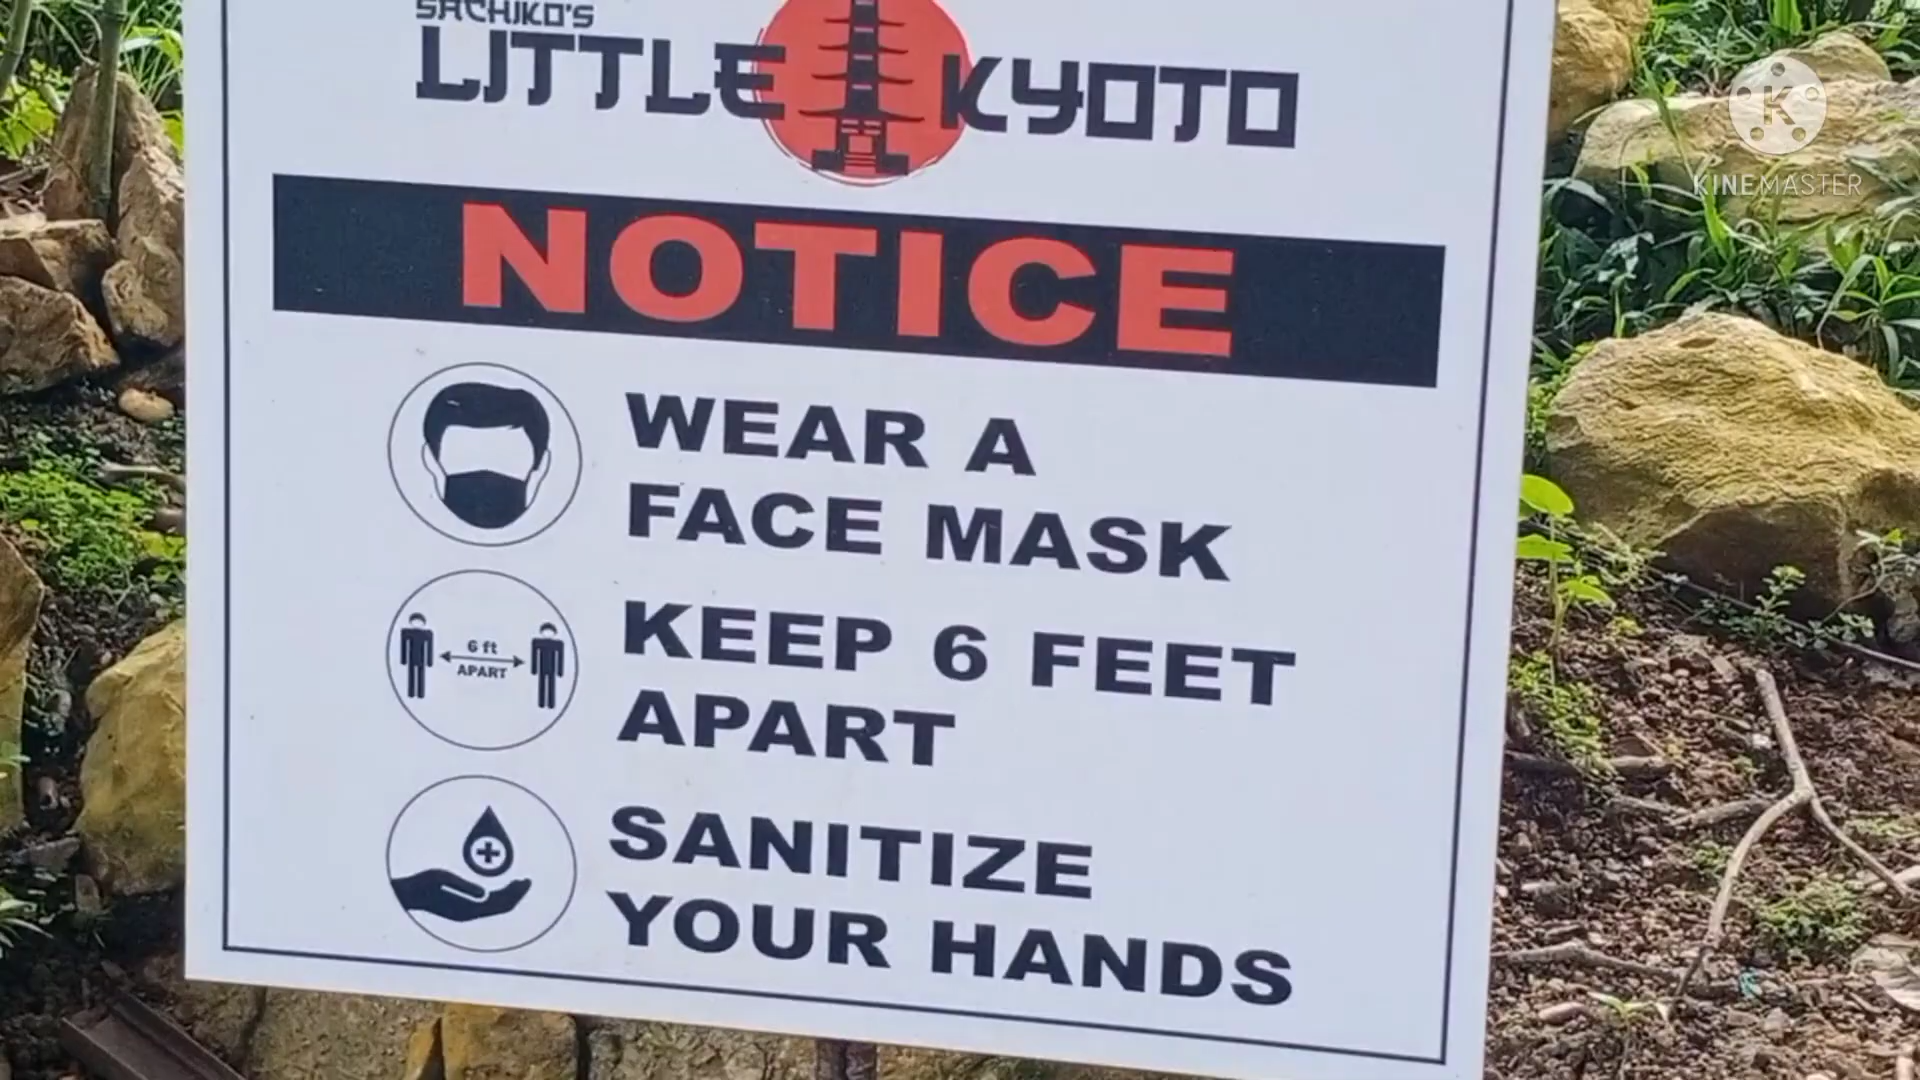 SACHIKO'S
LITTLE KYOTO
KINEMASTER
NOTICE
WEAR A
FACE MASK
6 ft
APART
KEEP 6 FEET
APART
SANITIZE
YOUR HANDS